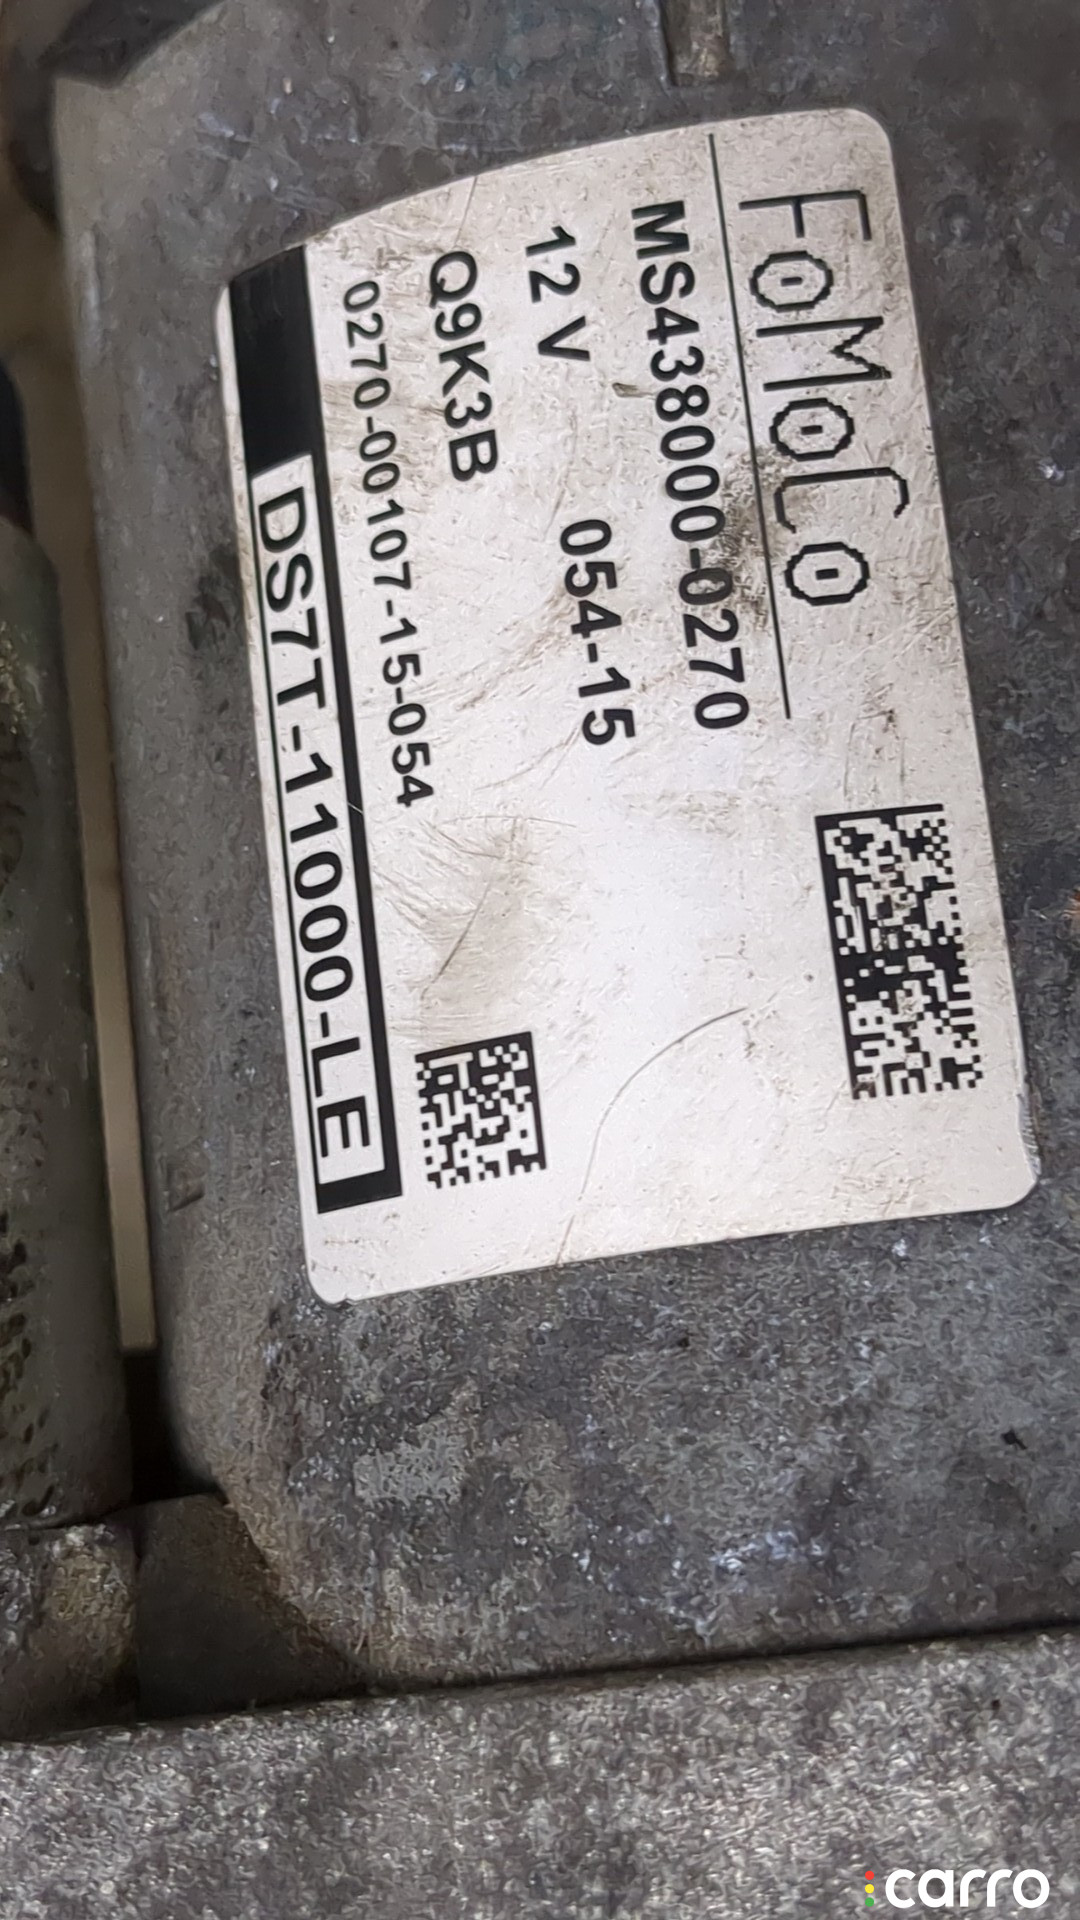 FoMoCo
MS438000-0270
12 V 054-15
Q9K3B
0270-00107-15-054
DS7T-11000-LE
carro